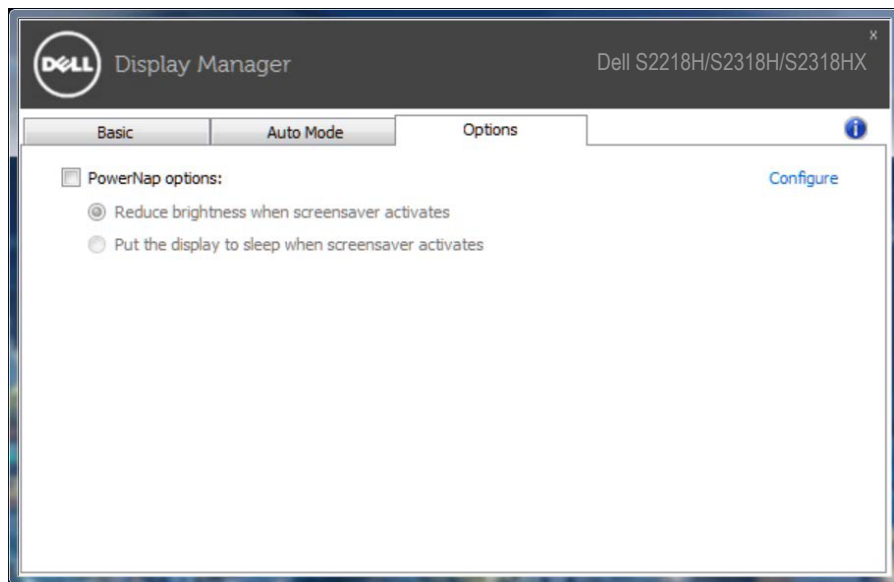 x
DELL Display Manager Dell S2218H/S2318H/S2318HX
Basic Auto Mode Options i
PowerNap options: Configure
Reduce brightness when screensaver activates
Put the display to sleep when screensaver activates